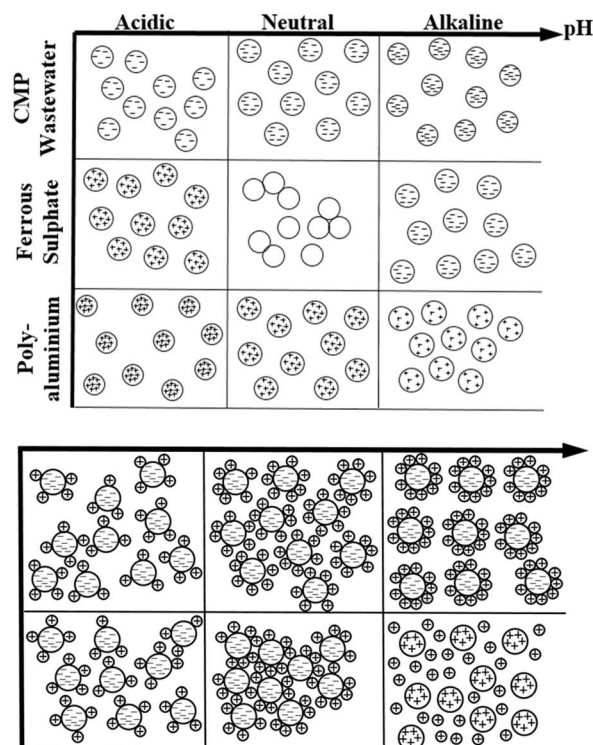 Acidic Neutral Alkaline
pH
CMP
Wastewater
Ferrous
Sulphate
Poly-
aluminium